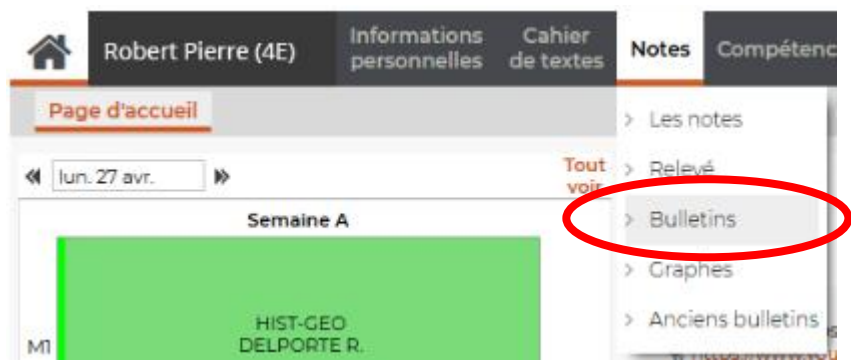 Robert Pierre (4E)
Informations personnelles
Cahier de textes
Notes
Compétenc
Page d'accueil
Les notes
lun. 27 avr.
Tout voir
Relevé
Semaine A
Bulletins
Graphes
HIST-GEO
Anciens bulletins
M1
DELPORTE R.